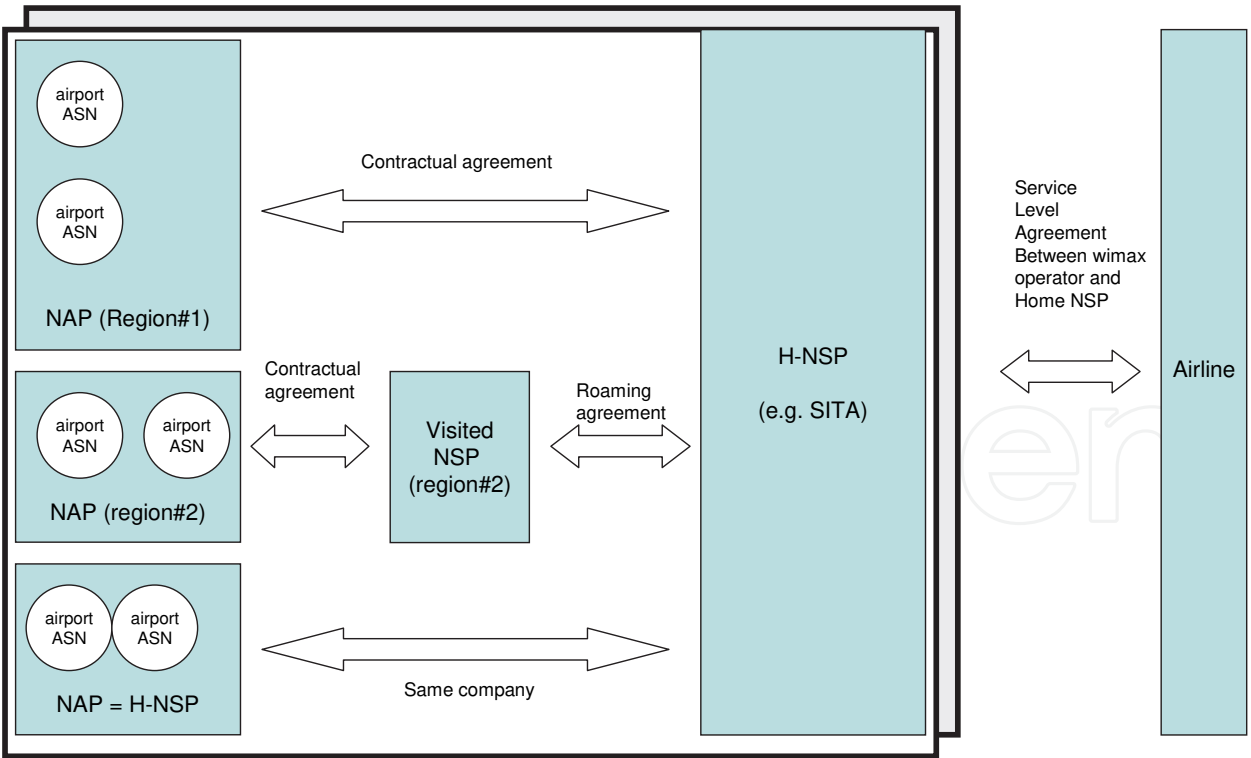 airport
ASN
airport
ASN
NAP (Region#1)
Contractual agreement
airport
ASN
airport
ASN
NAP (region#2)
Contractual
agreement
Visited
NSP
(region#2)
Roaming
agreement
airport
ASN
airport
ASN
NAP = H-NSP
Same company
H-NSP
(e.g. SITA)
Service
Level
Agreement
Between wimax
operator and
Home NSP
Airline
en